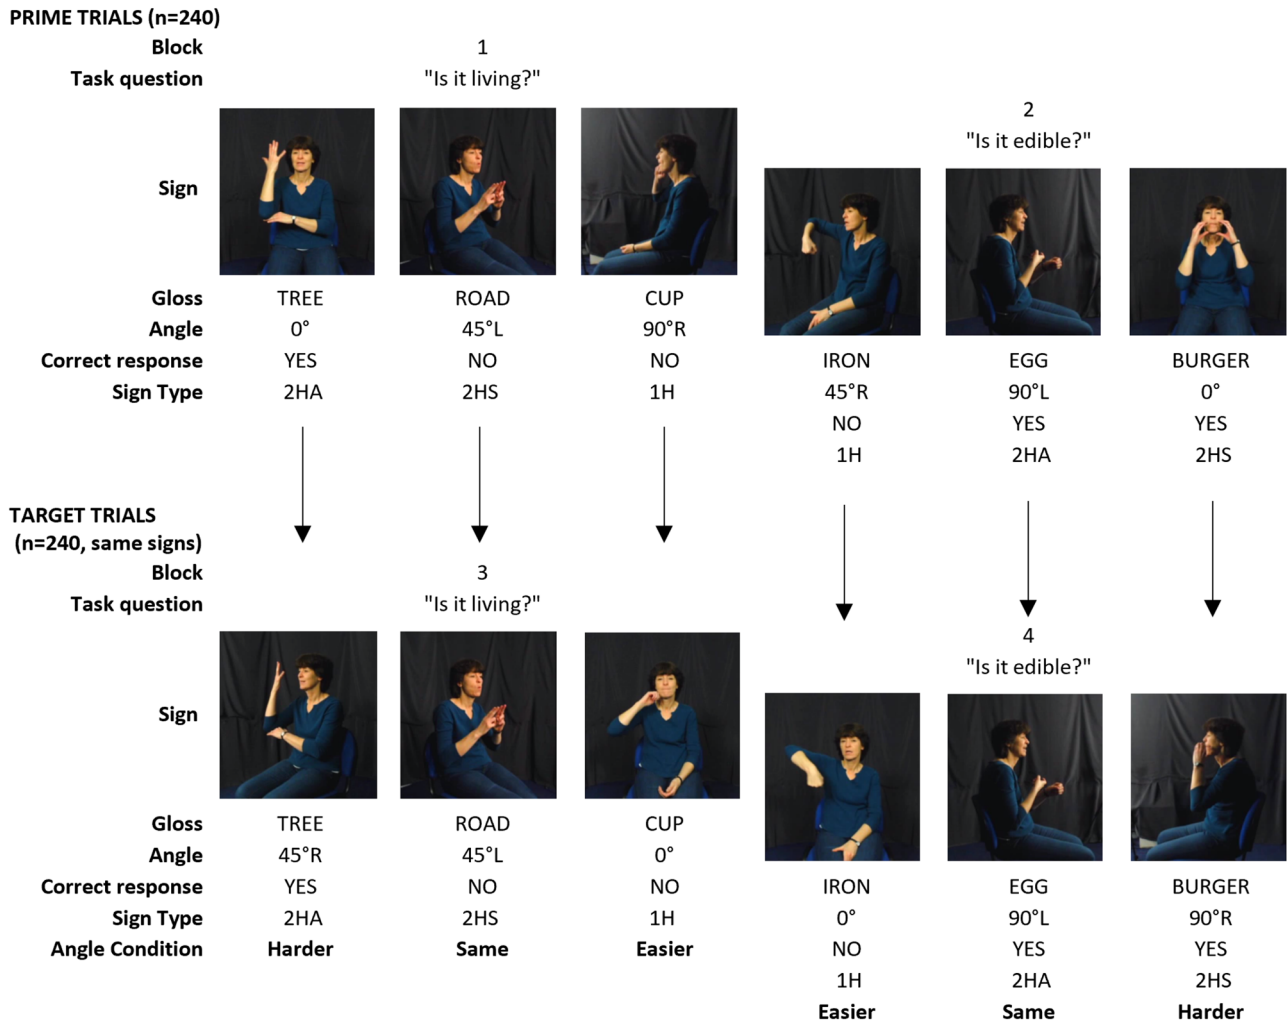 PRIME TRIALS (n=240)
Block 1
Task question "Is it living?"
2
"Is it edible?"
Sign
Gloss TREE ROAD CUP
Angle 0° 45°L 90°R
Correct response YES NO NO IRON EGG BURGER
Sign Type 2HA 2HS 1H 45°R 90°L 0°
NO YES YES
1H 2HA 2HS
TARGET TRIALS
(n=240, same signs)
Block 3
Task question "Is it living?"
4
"Is it edible?"
Sign
Gloss TREE ROAD CUP
Angle 45°R 45°L 0°
Correct response YES NO NO IRON EGG BURGER
Sign Type 2HA 2HS 1H 0° 90°L 90°R
Angle Condition Harder Same Easier NO YES YES
1H 2HA 2HS
Easier Same Harder